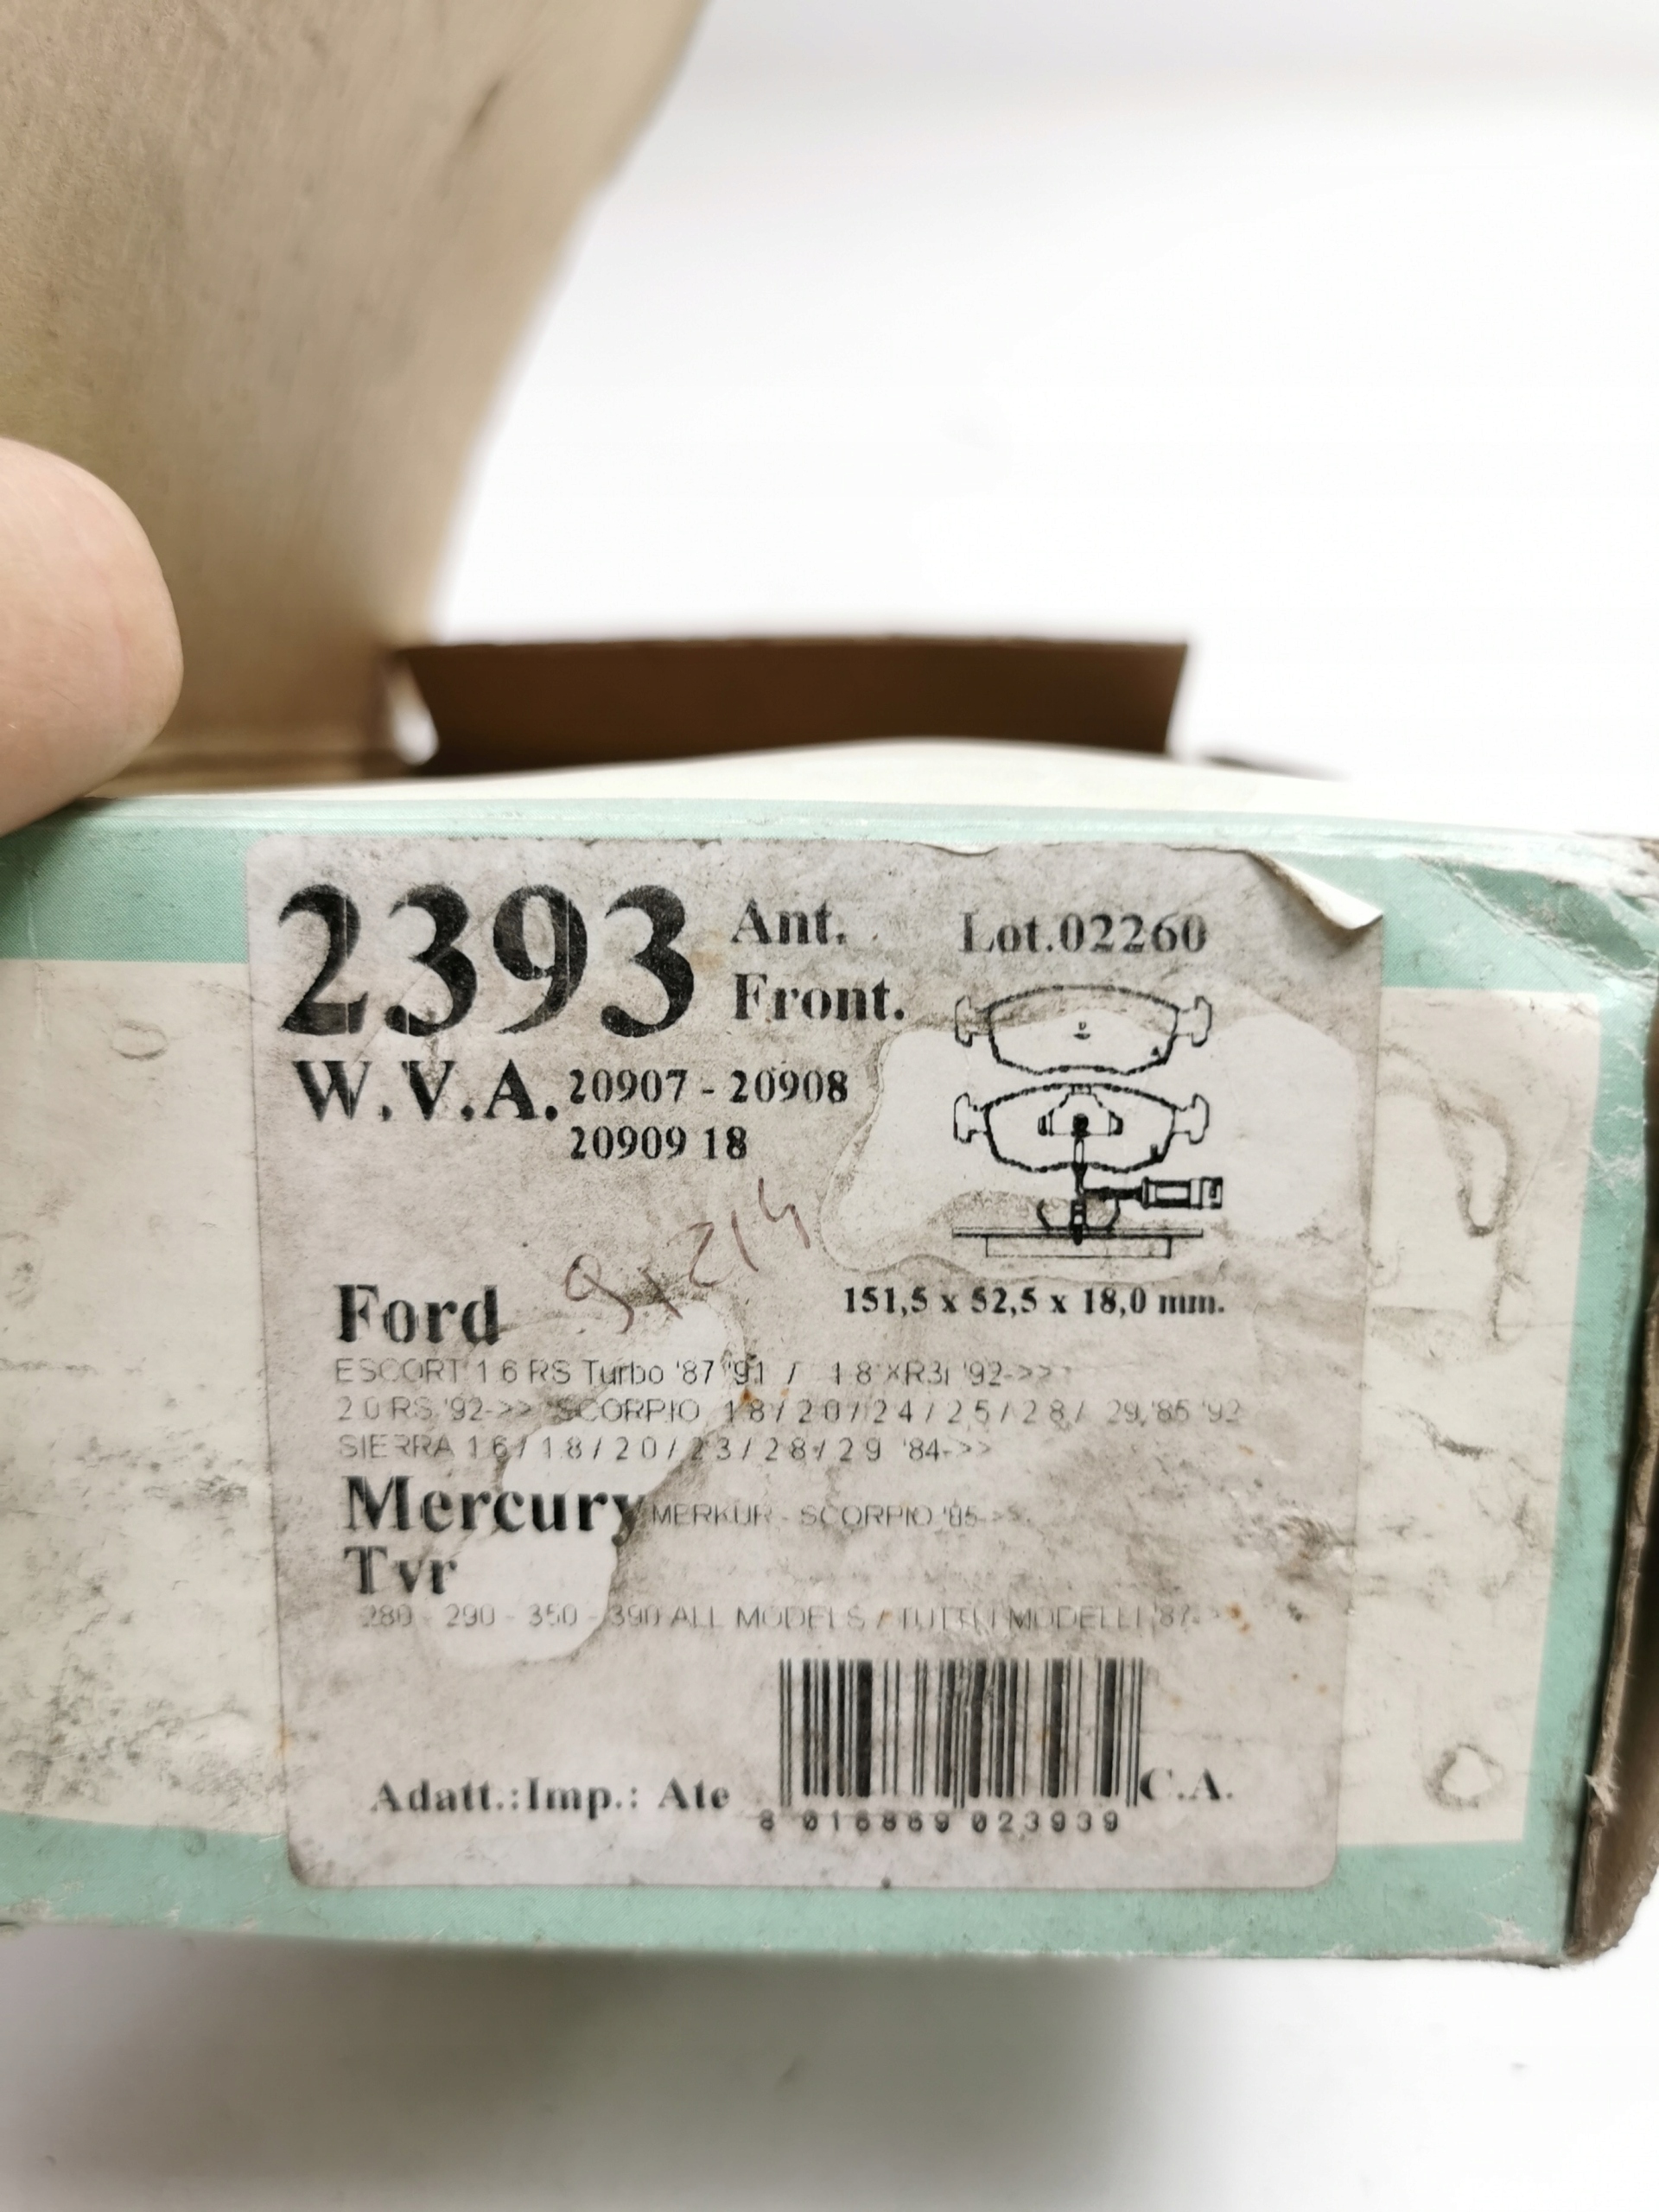 2393 Ant. Lot.02260
Front.
W.V.A. 20907 - 20908
20909 18
Ford
151,5 x 52,5 x 18,0 mm.
ESCORT 1 6 RS Turbo '87 '91 / 1 8 XR3i '92->>>
2 0 RS '92->> SCORPIO 1 8 / 2 0 / 2 4 / 2 5 / 2 8 / 29 '85 '92
SIERRA 1 6 / 1 8 / 2 0 / 2 3 / 2 8 / 2 9 '84->>
Mercury MERKUR - SCORPIO '85->>
Tvr
280 - 290 - 350 - 390 ALL MODELS / TUTTI I MODELLI '87->
Adatt.:Imp.: Ate C.A.
8 016869 023939